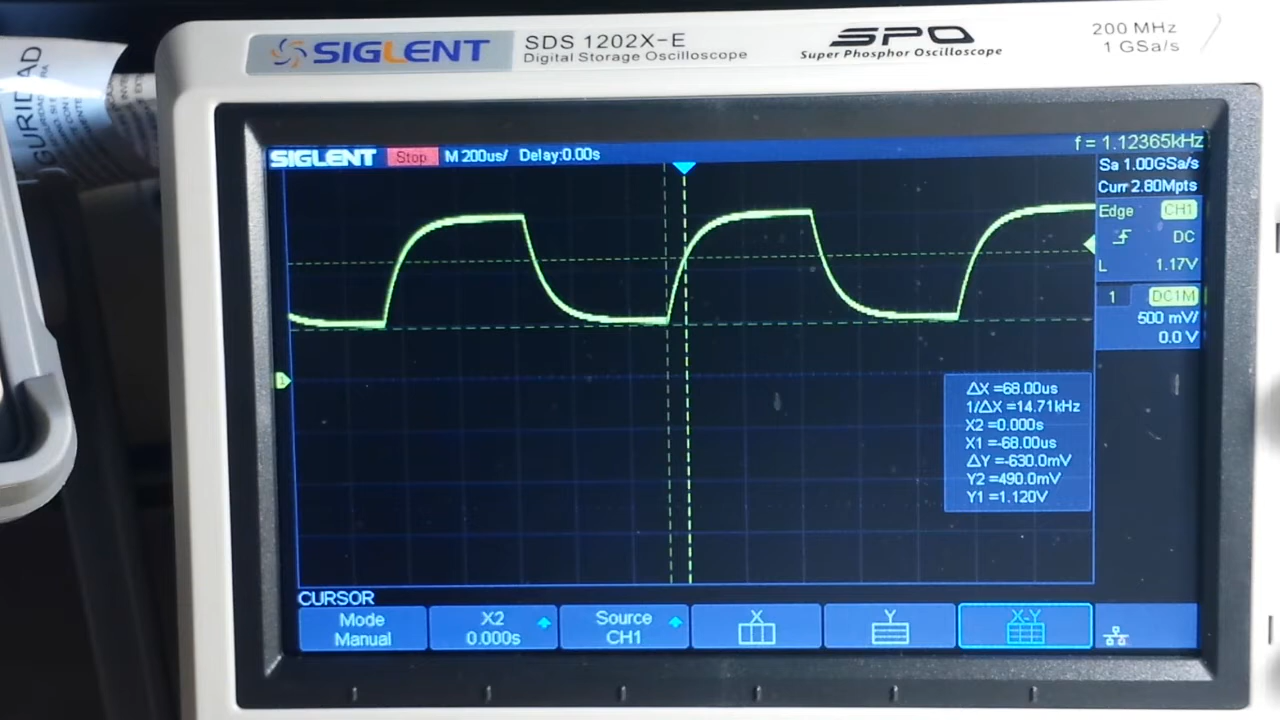 GURIDAD
SIGLENT
SDS 1202X-E
Digital Storage Oscilloscope
SPO
Super Phosphor Oscilloscope
200 MHz
1 GSa/s
SIGLENT Stop M 200us/ Delay:0.00s
f = 1.12365kHz
Sa 1.00GSa/s
Curr 2.80Mpts
Edge CH1
DC
L 1.17V
1 DC1M
500 mV/
0.0 V
1
ΔX =68.00us
1/ΔX =14.71kHz
X2 =0.000s
X1 =-68.00us
ΔY =-630.0mV
Y2 =490.0mV
Y1 =1.120V
CURSOR
Mode
Manual
X2
0.000s
Source
CH1
X
Y
X-Y